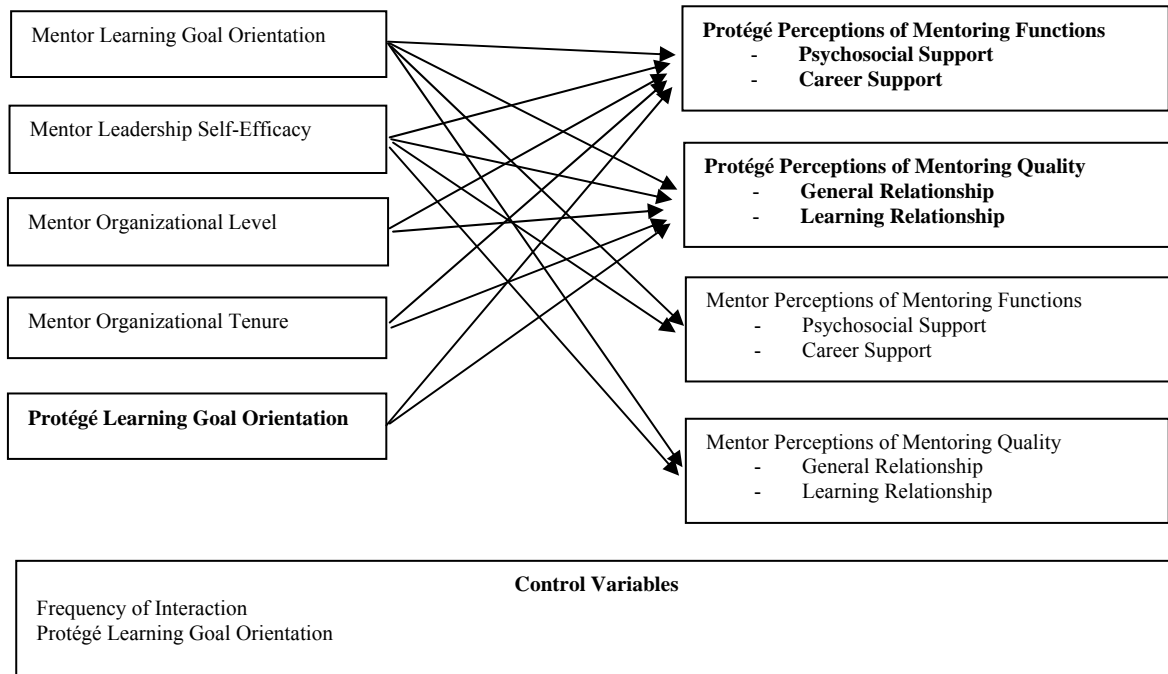 Mentor Learning Goal Orientation
Mentor Leadership Self-Efficacy
Mentor Organizational Level
Mentor Organizational Tenure
Protégé Learning Goal Orientation
Protégé Perceptions of Mentoring Functions
- Psychosocial Support
- Career Support
Protégé Perceptions of Mentoring Quality
- General Relationship
- Learning Relationship
Mentor Perceptions of Mentoring Functions
- Psychosocial Support
- Career Support
Mentor Perceptions of Mentoring Quality
- General Relationship
- Learning Relationship
Control Variables
Frequency of Interaction
Protégé Learning Goal Orientation